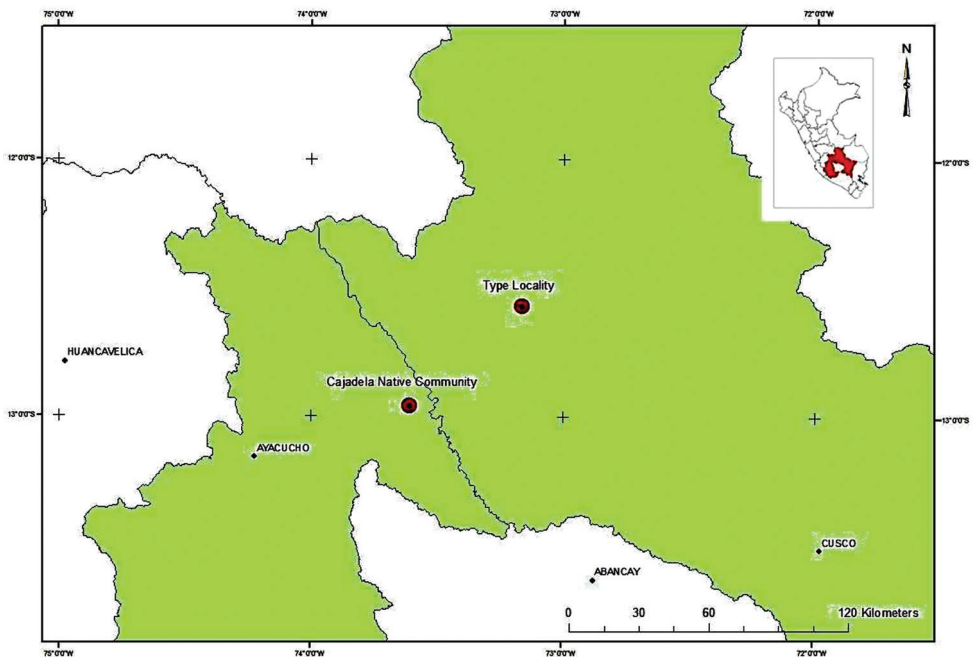 75°0'0"W 74°0'0"W 73°0'0"W 72°0'0"W
N
12°0'0"S 12°0'0"S
Type Locality
HUANCAVELICA
Cajadela Native Community
13°0'0"S 13°0'0"S
AYACUCHO
CUSCO
ABANCAY
0 30 60 120 Kilometers
75°0'0"W 74°0'0"W 73°0'0"W 72°0'0"W